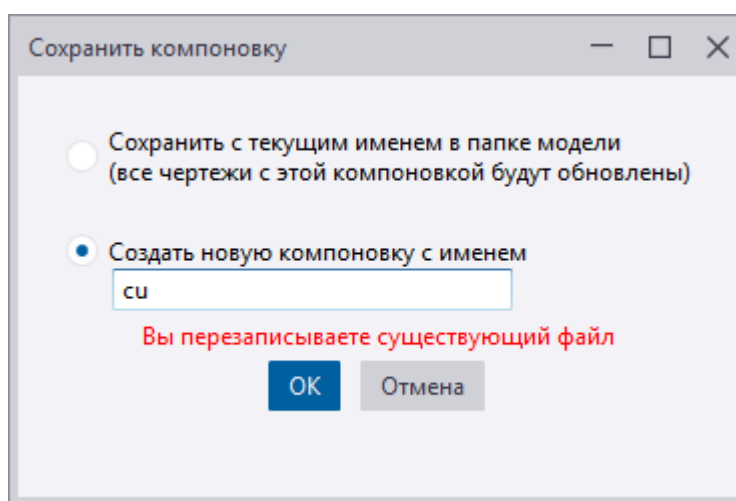 Сохранить компоновку
Сохранить с текущим именем в папке модели
(все чертежи с этой компоновкой будут обновлены)
Создать новую компоновку с именем
cu
Вы перезаписываете существующий файл
OK Отмена